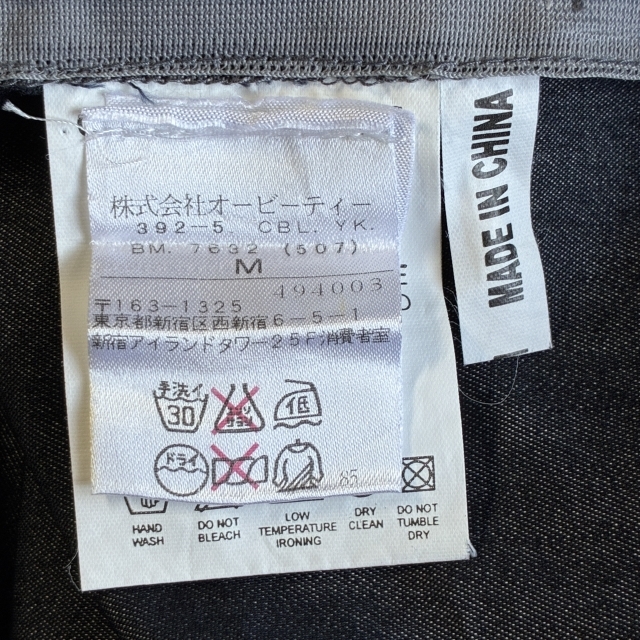 株式会社オービーティー
392-5. CBL. YK.
BM. 7632 (507)
M
494003
〒163-1325
東京都新宿区西新宿6-5-1
新宿アイランドタワー25F消費者室
手洗イ
30
低
ドライ
85
HAND WASH
DO NOT BLEACH
LOW TEMPERATURE IRONING
DRY CLEAN
DO NOT TUMBLE DRY
MADE IN CHINA